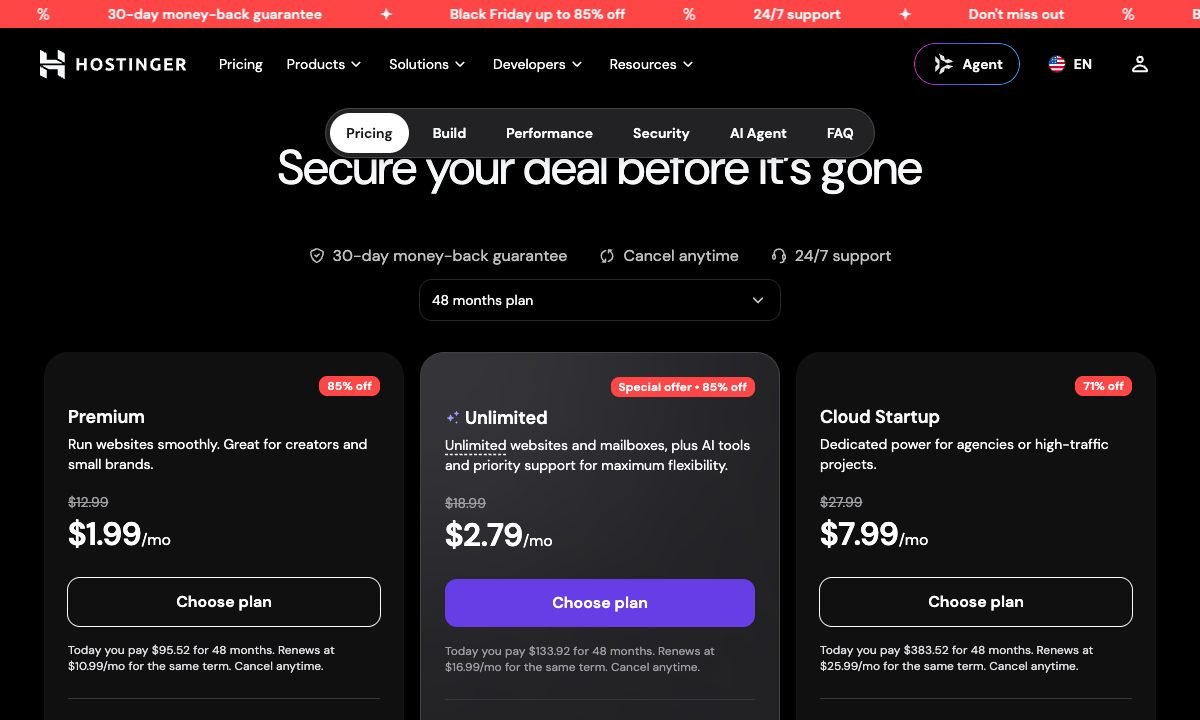 % 30-day money-back guarantee Black Friday up to 85% off % 24/7 support Don't miss out % B
HOSTINGER Pricing Products Solutions Developers Resources Agent EN
Pricing Build Performance Security AI Agent FAQ
Secure your deal before it's gone
30-day money-back guarantee Cancel anytime 24/7 support
48 months plan
85% off
Premium
Run websites smoothly. Great for creators and
small brands.
$12.99
$1.99/mo
Choose plan
Today you pay $95.52 for 48 months. Renews at
$10.99/mo for the same term. Cancel anytime.
Special offer • 85% off
Unlimited
Unlimited websites and mailboxes, plus AI tools
and priority support for maximum flexibility.
$18.99
$2.79/mo
Choose plan
Today you pay $133.92 for 48 months. Renews at
$16.99/mo for the same term. Cancel anytime.
71% off
Cloud Startup
Dedicated power for agencies or high-traffic
projects.
$27.99
$7.99/mo
Choose plan
Today you pay $383.52 for 48 months. Renews at
$25.99/mo for the same term. Cancel anytime.